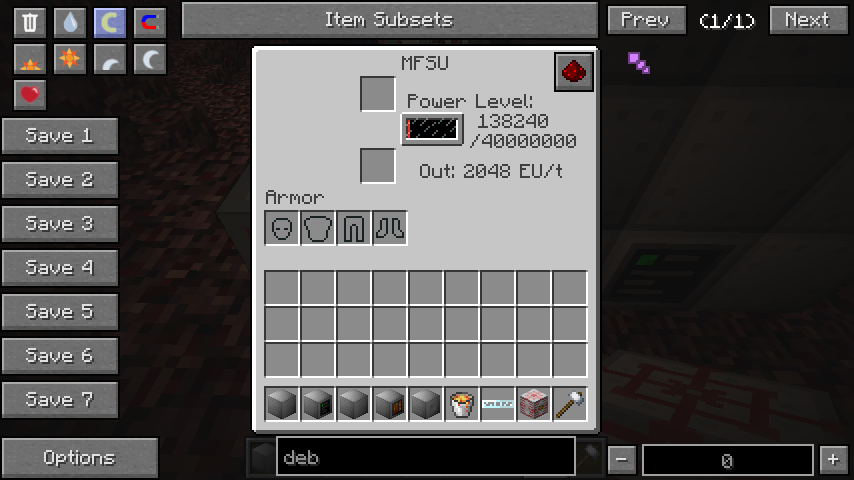 Item Subsets
Prev
(1/1)
Next
MFSU
Power Level:
138240
/40000000
Out: 2048 EU/t
Armor
Save 1
Save 2
Save 3
Save 4
Save 5
Save 6
Save 7
Options
deb
-
0
+